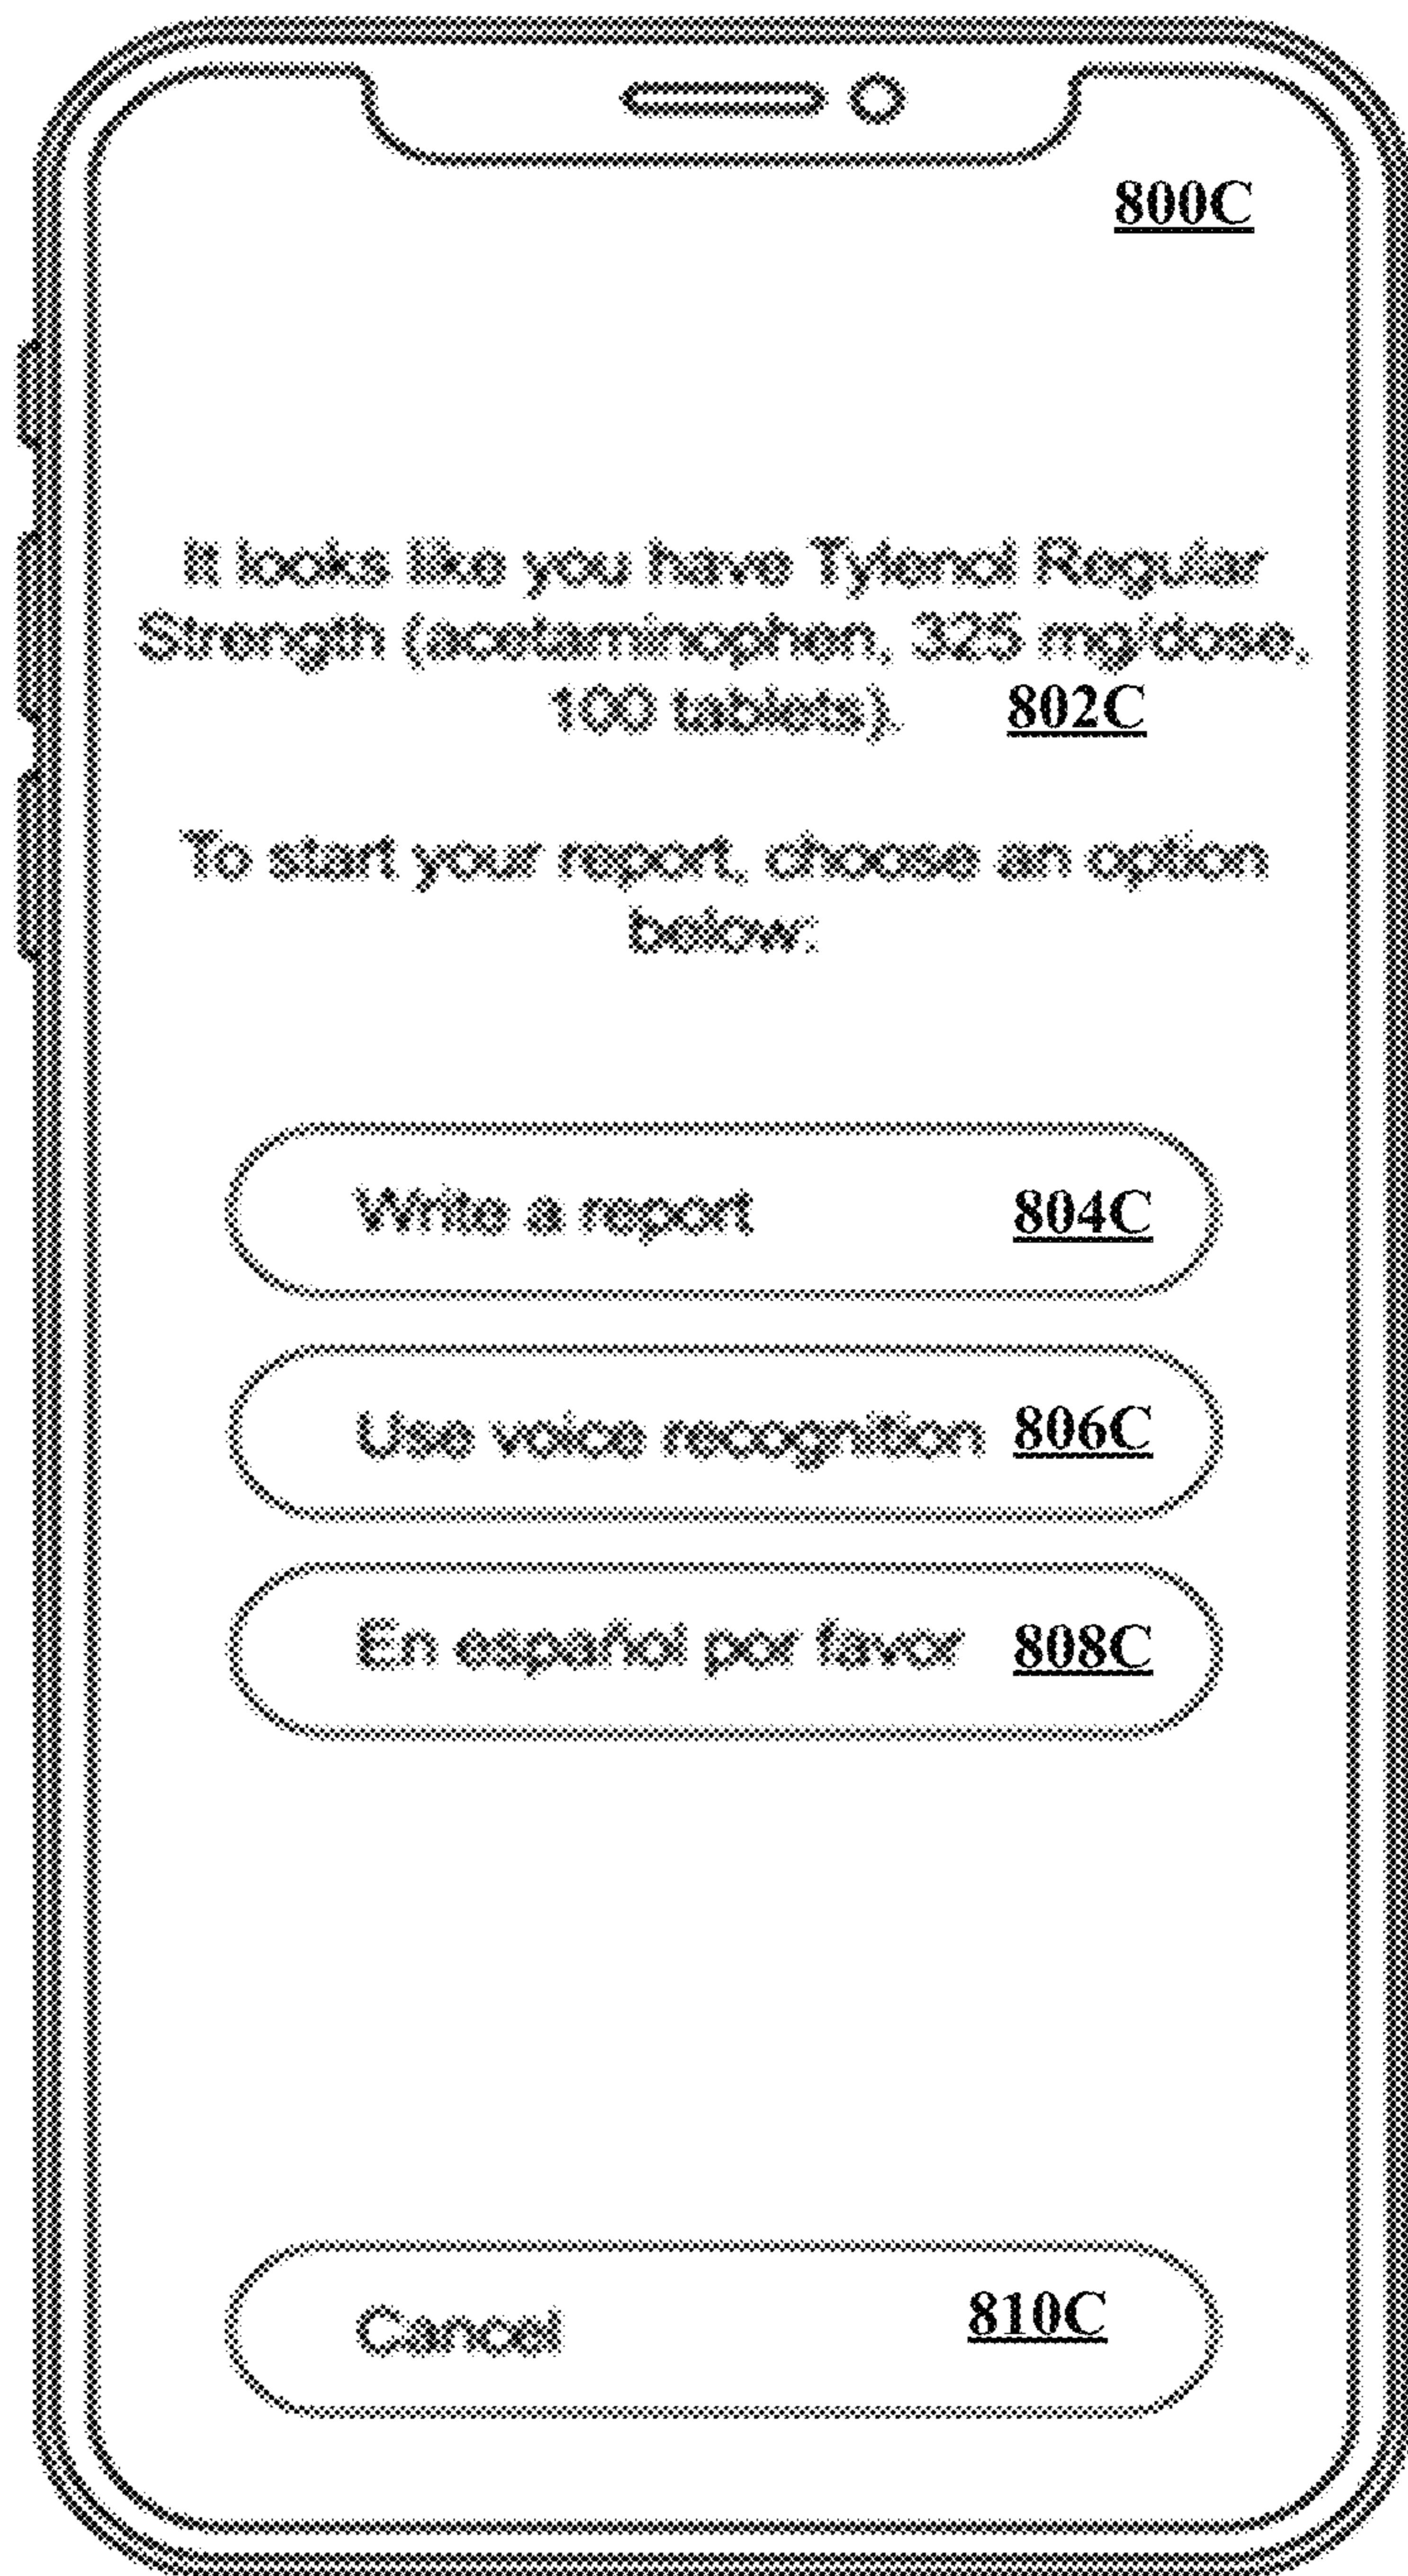 800C
It looks like you have Tylenol Regular
Strength (acetaminophen, 325 mg/dose,
100 tablets). 802C
To start your report, choose an option
below:
Write a report 804C
Use voice recognition 806C
En español por favor 808C
Cancel 810C